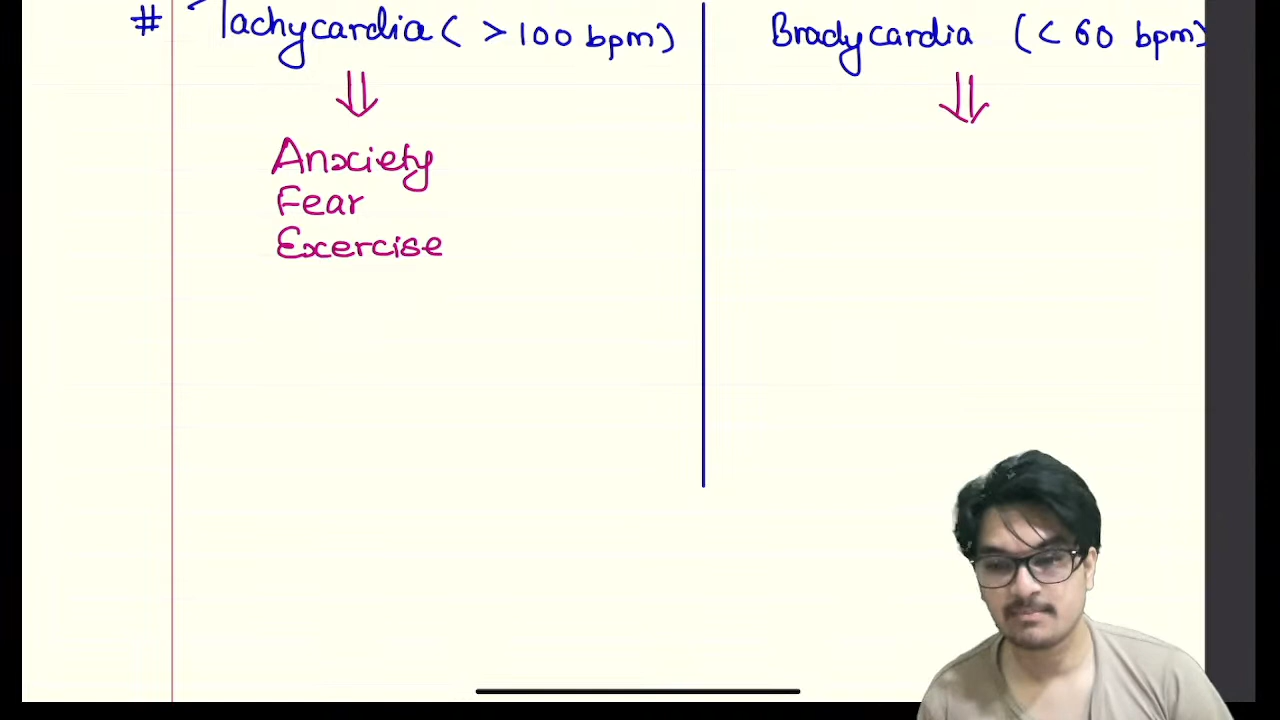 # Tachycardia ( > 100 bpm)
Anxiety
Fear
Exercise
Bradycardia (< 60 bpm)